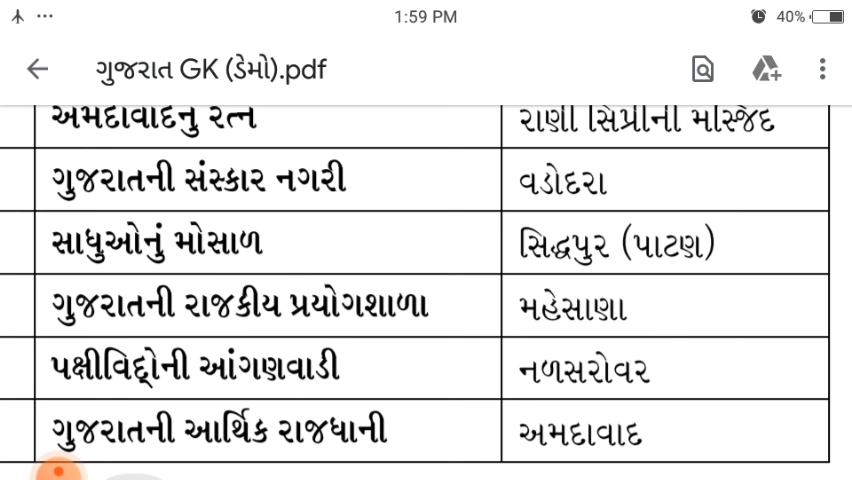 1:59 PM
40%
ગુજરાત GK (ડેમો).pdf
અમદાવાદનું રત્ન રાણી સિપ્રીની મસ્જિદ
ગુજરાતની સંસ્કાર નગરી વડોદરા
સાધુઓનું મોસાળ સિદ્ધપુર (પાટણ)
ગુજરાતની રાજકીય પ્રયોગશાળા મહેસાણા
પક્ષીવિદ્દોની આંગણવાડી નળસરોવર
ગુજરાતની આર્થિક રાજધાની અમદાવાદ